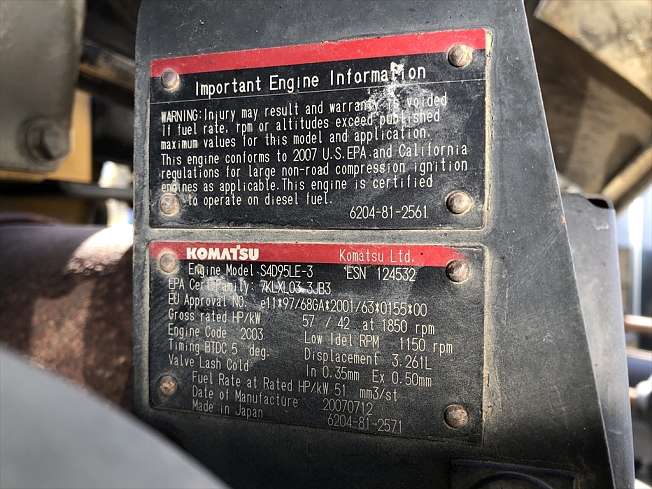 Important Engine Information
WARNING:Injury may result and warranty is voided
if fuel rate, rpm or altitudes exceed published
maximum values for this model and application.
This engine conforms to 2007 U.S.EPA and California
regulations for large non-road compression ignition
engines as applicable.This engine is certified
to operate on diesel fuel.
6204-81-2561
KOMATSU Komatsu Ltd.
Engine Model S4D95LE-3 ESN 124532
EPA Cert Family: 3JB3
EU Approval NO. e11*97/68GA*2001/63*0155*00
Gross rated HP/kW 57 / 42 at 1850 rpm
Engine Code 2003 Low Idel RPM 1150 rpm
Timing BTDC 5 deg. Displacement 3.261L
Valve Lash Cold In 0.35mm Ex 0.50mm
Fuel Rate at Rated HP/kW 51 mm3/st
Date of Manufacture 20070712
Made in Japan 6204-81-2571